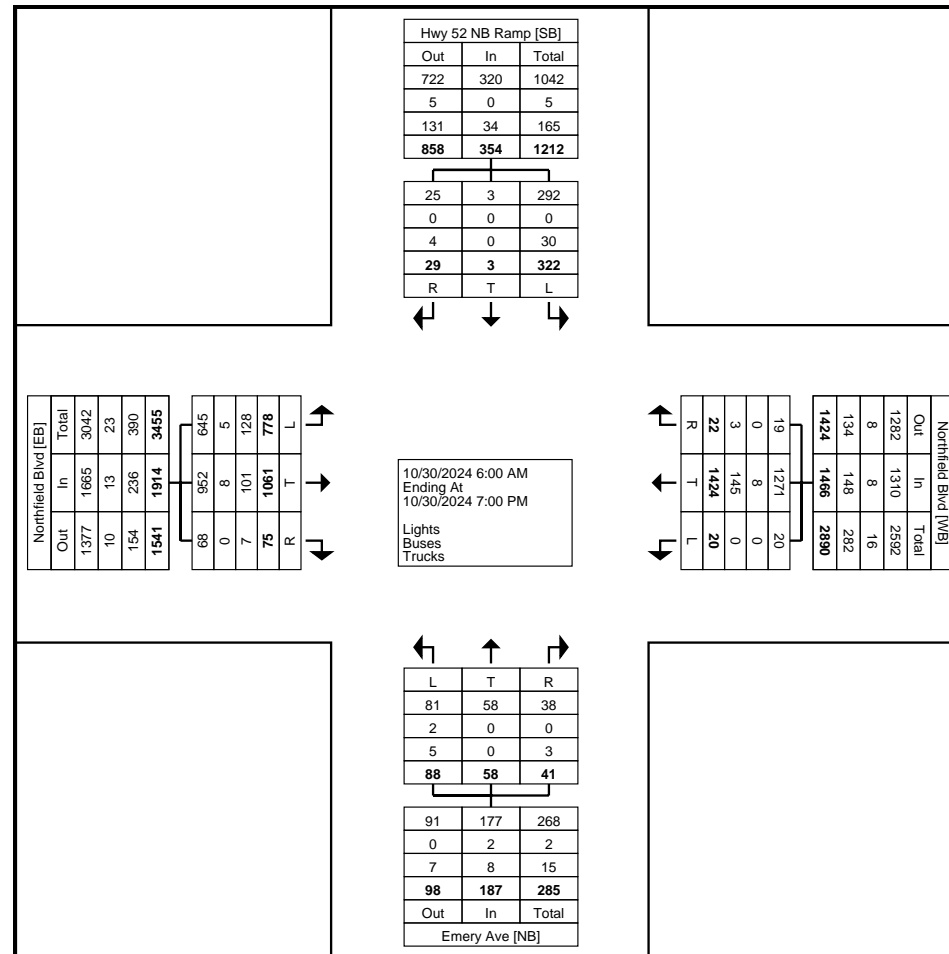 Hwy 52 NB Ramp [SB]
Out In Total
722 320 1042
5 0 5
131 34 165
858 354 1212
25 3 292
0 0 0
4 0 30
29 3 322
R T L
Northfield Blvd [EB]
Total In Out
3042 1665 1377
23 13 10
390 236 154
3455 1914 1541
645 952 68
5 8 0
128 101 7
778 1061 75
L T R
10/30/2024 6:00 AM
Ending At
10/30/2024 7:00 PM
Lights
Buses
Trucks
Northfield Blvd [WB]
Out In Total
1282 1310 2592
8 8 16
134 148 282
1424 1466 2890
19 1271 20
0 8 0
3 145 0
22 1424 20
R T L
L T R
81 58 38
2 0 0
5 0 3
88 58 41
91 177 268
0 2 2
7 8 15
98 187 285
Out In Total
Emery Ave [NB]